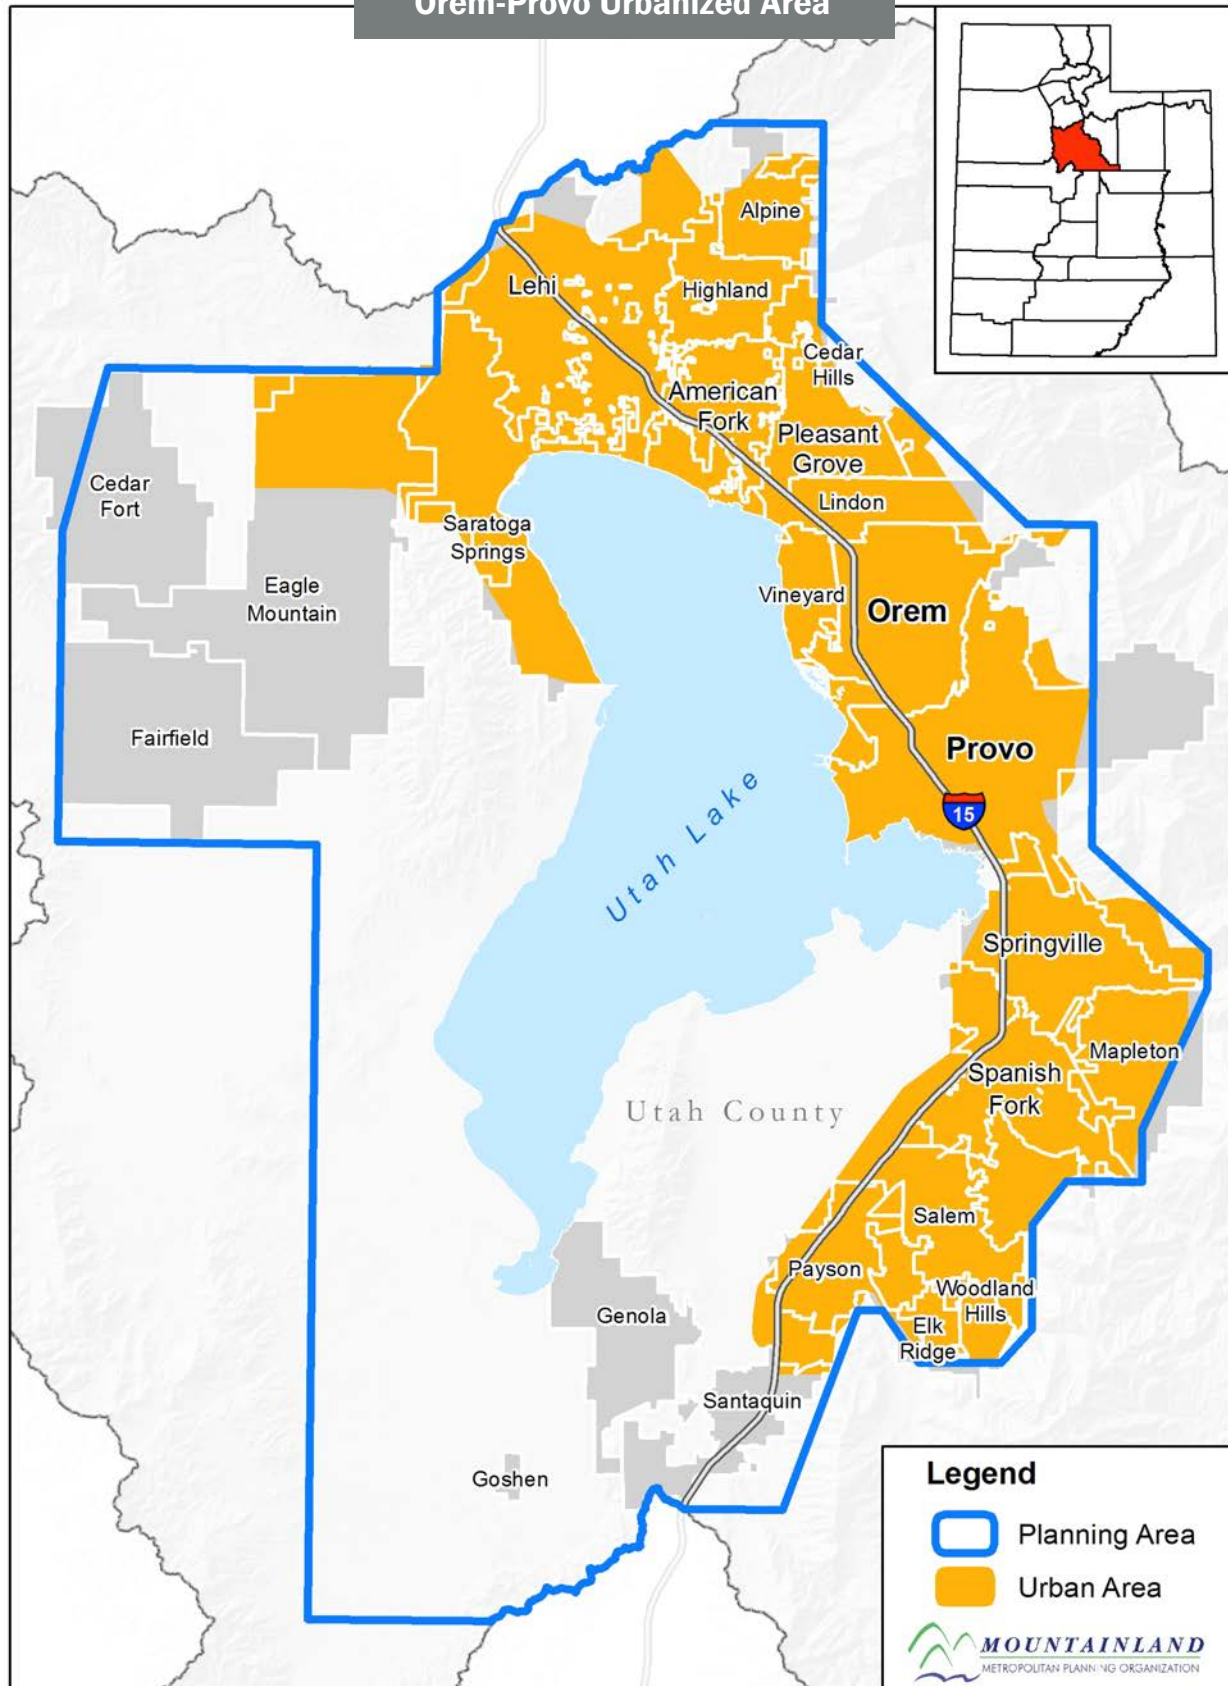 Orem-Provo Urbanized Area
Alpine
Lehi
Highland
Cedar
Hills
American
Fork
Pleasant
Grove
Cedar
Fort
Lindon
Saratoga
Springs
Eagle
Mountain
Vineyard
Orem
Fairfield
Provo
15
Utah Lake
Springville
Mapleton
Spanish
Fork
Utah County
Salem
Payson
Woodland
Hills
Genola
Elk
Ridge
Santaquin
Goshen
Legend
Planning Area
Urban Area
MOUNTAINLAND
METROPOLITAN PLANNING ORGANIZATION